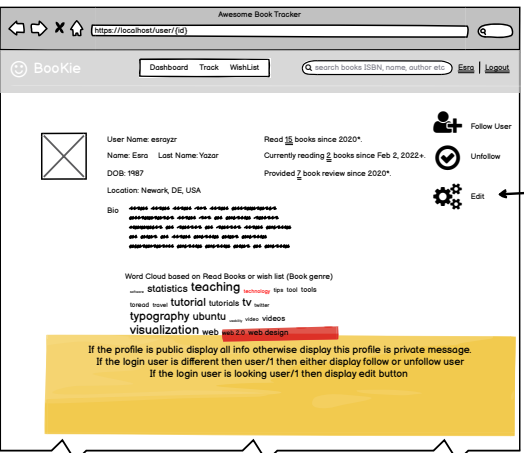 Awesome Book Tracker
https://localhost/user/{id}
BooKie
Dashboard Track WishList
search books ISBN, name, author etc
Esra | Logout
Follow User
User Name: esrayzr
Read 15 books since 2020*.
Name: Esra Last Name: Yazar
Currently reading 2 books since Feb 2, 2022+.
Unfollow
DOB: 1987
Provided 7 book review since 2020*.
Location: Newark, DE, USA
Edit
Bio
Word Cloud based on Read Books or wish list (Book genre)
software statistics teaching technology tips tool tools
toread travel tutorial tutorials tv twitter
typography ubuntu usability video videos
visualization web web 2.0 web design
If the profile is public display all info otherwise display this profile is private message.
If the login user is different then user/1 then either display follow or unfollow user
If the login user is looking user/1 then display edit button